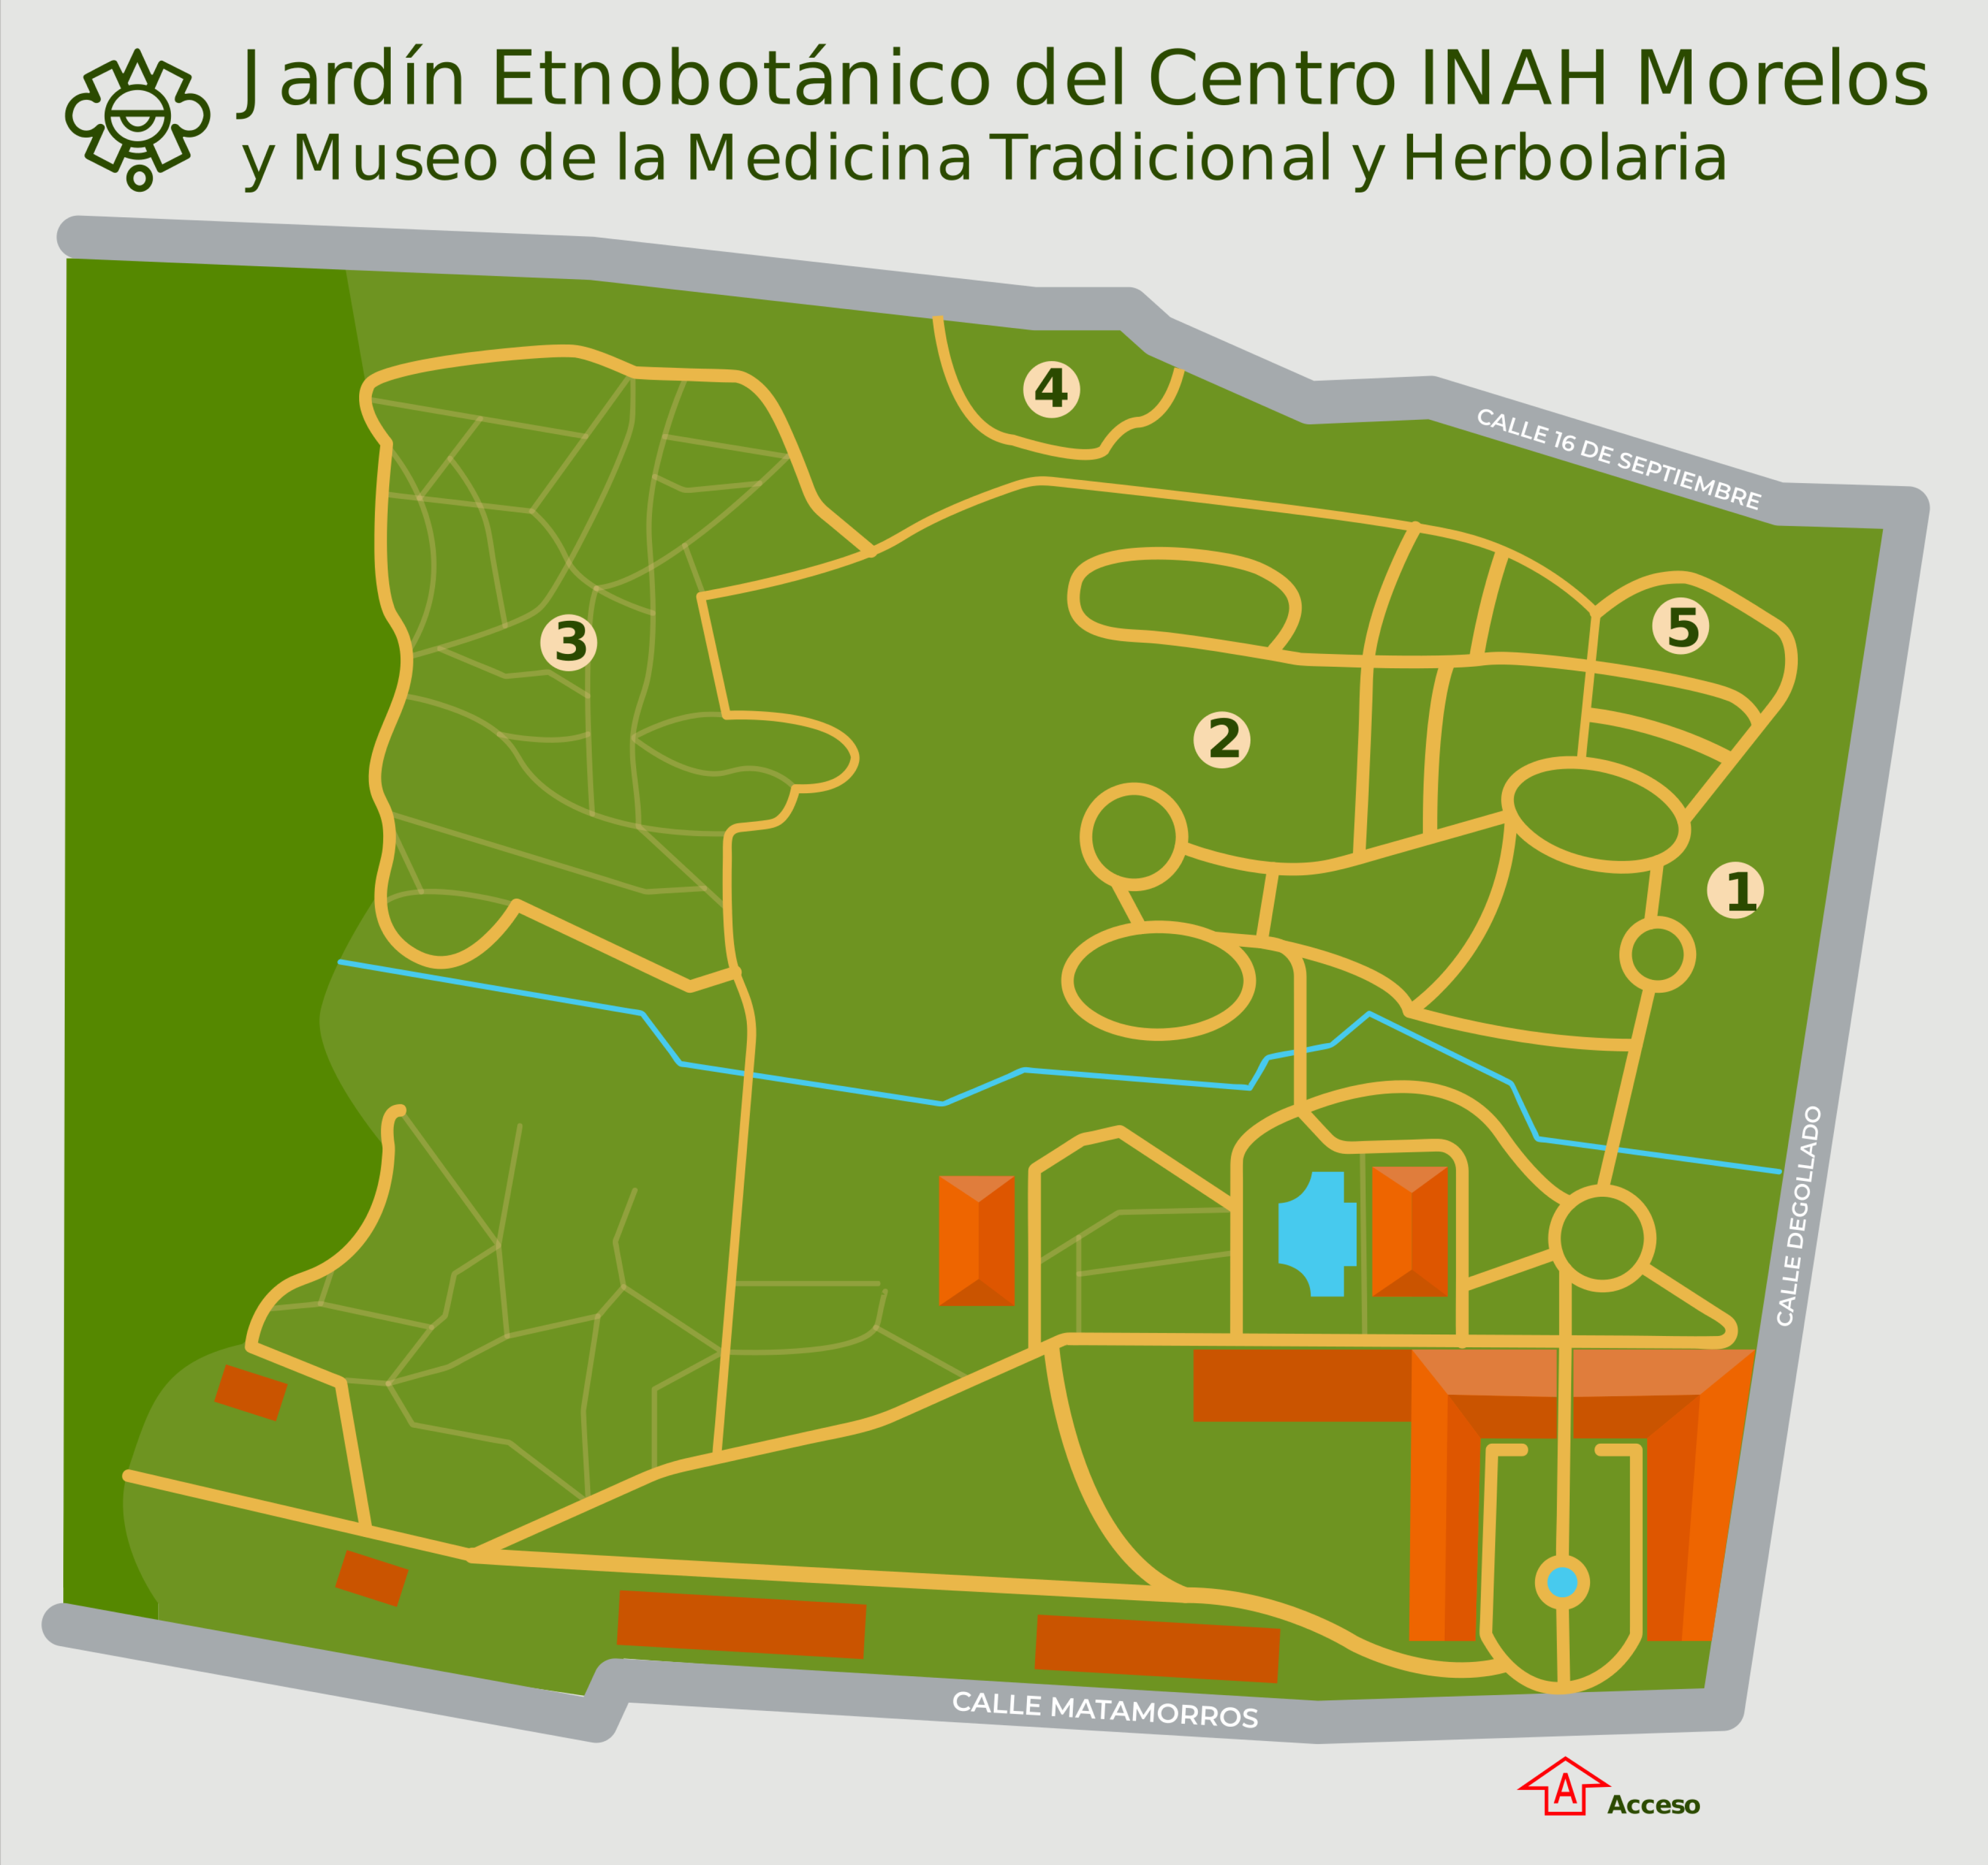 Jardín Etnobotánico del Centro INAH Morelos
y Museo de la Medicina Tradicional y Herbolaria
4
CALLE 16 DE SEPTIEMBRE
5
3
2
1
CALLE DEGOLLADO
CALLE MATAMORROS
A
Acceso